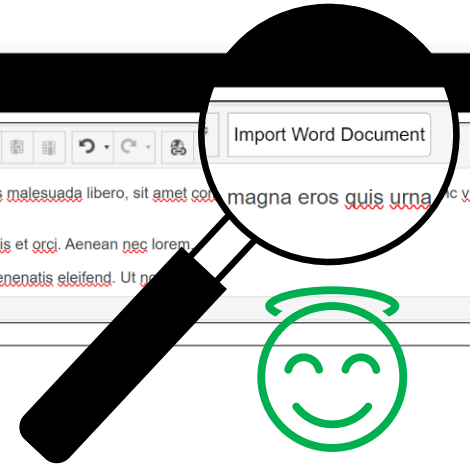 Import Word Document
s malesuada libero, sit amet con
magna eros quis urna
is et orci. Aenean nec lorem.
enenatis eleifend. Ut